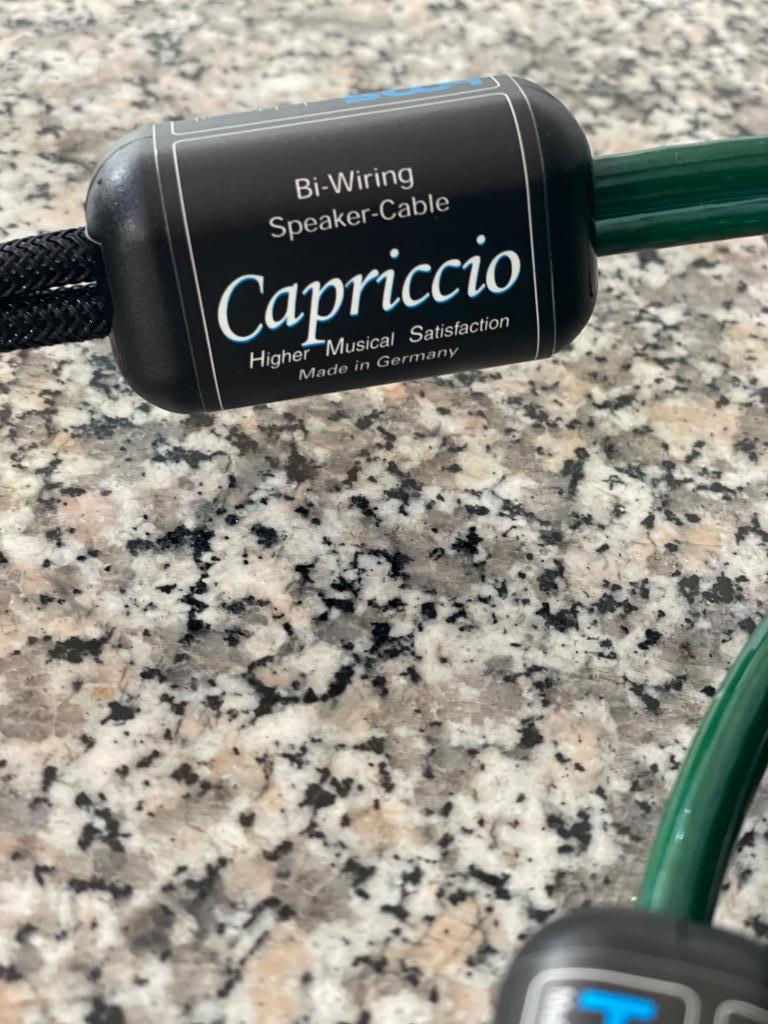 Bi-Wiring
Speaker-Cable
Capriccio
Higher Musical Satisfaction
Made in Germany
T